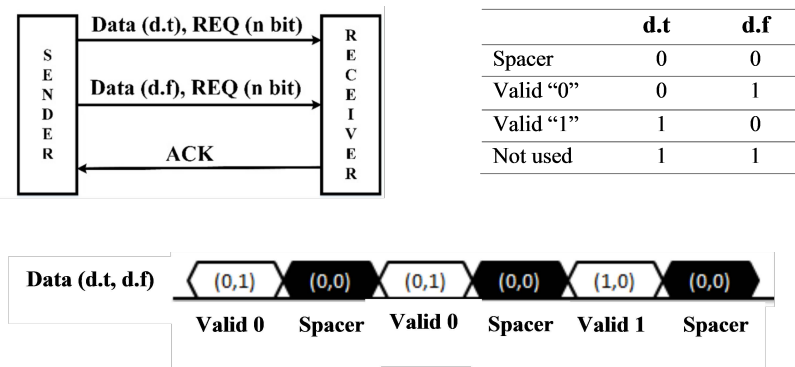 SENDER
Data (d.t), REQ (n bit)
Data (d.f), REQ (n bit)
ACK
RECEIVER
d.t d.f
Spacer 0 0
Valid “0” 0 1
Valid “1” 1 0
Not used 1 1
Data (d.t, d.f) (0,1) (0,0) (0,1) (0,0) (1,0) (0,0)
Valid 0 Spacer Valid 0 Spacer Valid 1 Spacer